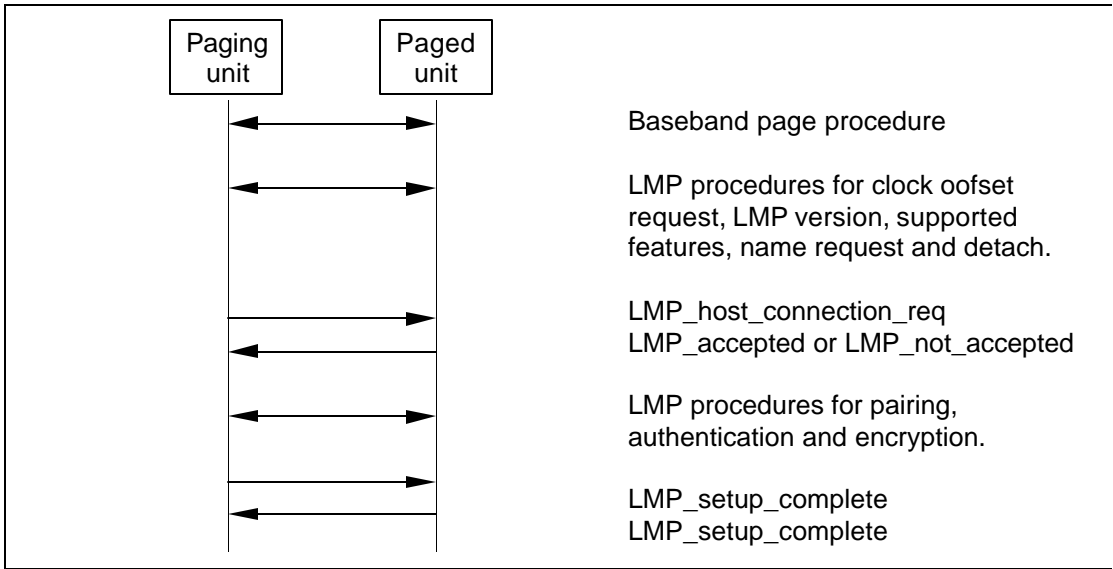 Paging
unit
Paged
unit
Baseband page procedure
LMP procedures for clock oofset
request, LMP version, supported
features, name request and detach.
LMP_host_connection_req
LMP_accepted or LMP_not_accepted
LMP procedures for pairing,
authentication and encryption.
LMP_setup_complete
LMP_setup_complete